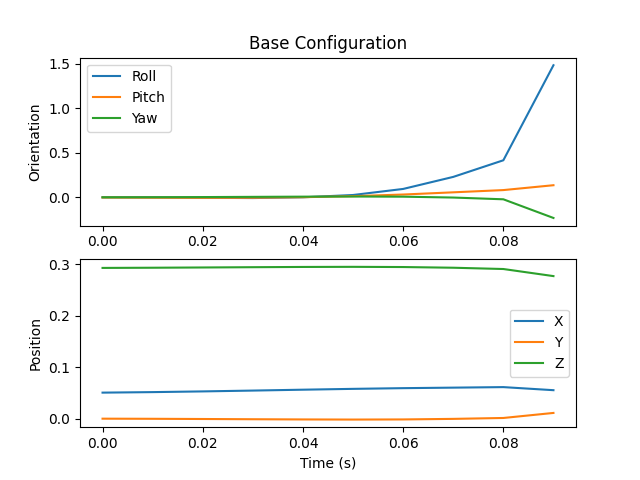 Base Configuration
Orientation
1.5
1.0
0.5
0.0
Roll
Pitch
Yaw
0.00 0.02 0.04 0.06 0.08
Position
0.3
0.2
0.1
0.0
X
Y
Z
0.00 0.02 0.04 0.06 0.08
Time (s)